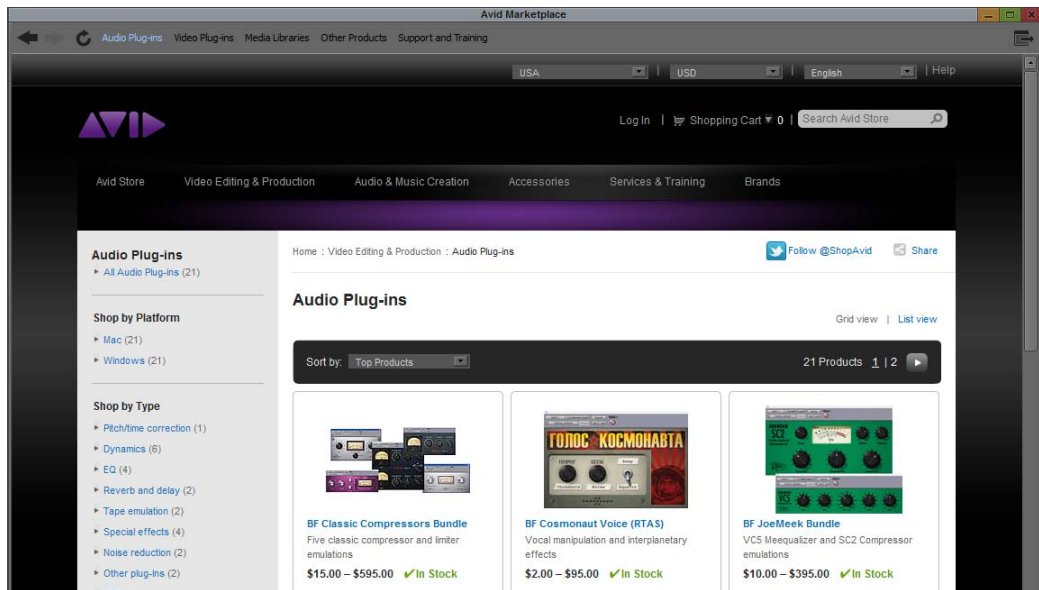 Avid Marketplace
Audio Plug-ins Video Plug-ins Media Libraries Other Products Support and Training
USA | USD | English | Help
AVID
Log In | Shopping Cart 0 | Search Avid Store
Avid Store Video Editing & Production Audio & Music Creation Accessories Services & Training Brands
Audio Plug-ins
All Audio Plug-ins (21)
Shop by Platform
Mac (21)
Windows (21)
Shop by Type
Pitch/time correction (1)
Dynamics (6)
EQ (4)
Reverb and delay (2)
Tape emulation (2)
Special effects (4)
Noise reduction (2)
Other plug-ins (2)
Home : Video Editing & Production : Audio Plug-ins
Follow @ShopAvid Share
Audio Plug-ins
Grid view | List view
Sort by: Top Products
21 Products 1 | 2
BF Classic Compressors Bundle
Five classic compressor and limiter
emulations
$15.00 – $595.00 ✔In Stock
ГОЛОС КОСМОНАВТА
BF Cosmonaut Voice (RTAS)
Vocal manipulation and interplanetary
effects
$2.00 – $95.00 ✔In Stock
SC2
VC5
BF JoeMeek Bundle
VC5 Meequalizer and SC2 Compressor
emulations
$10.00 – $395.00 ✔In Stock